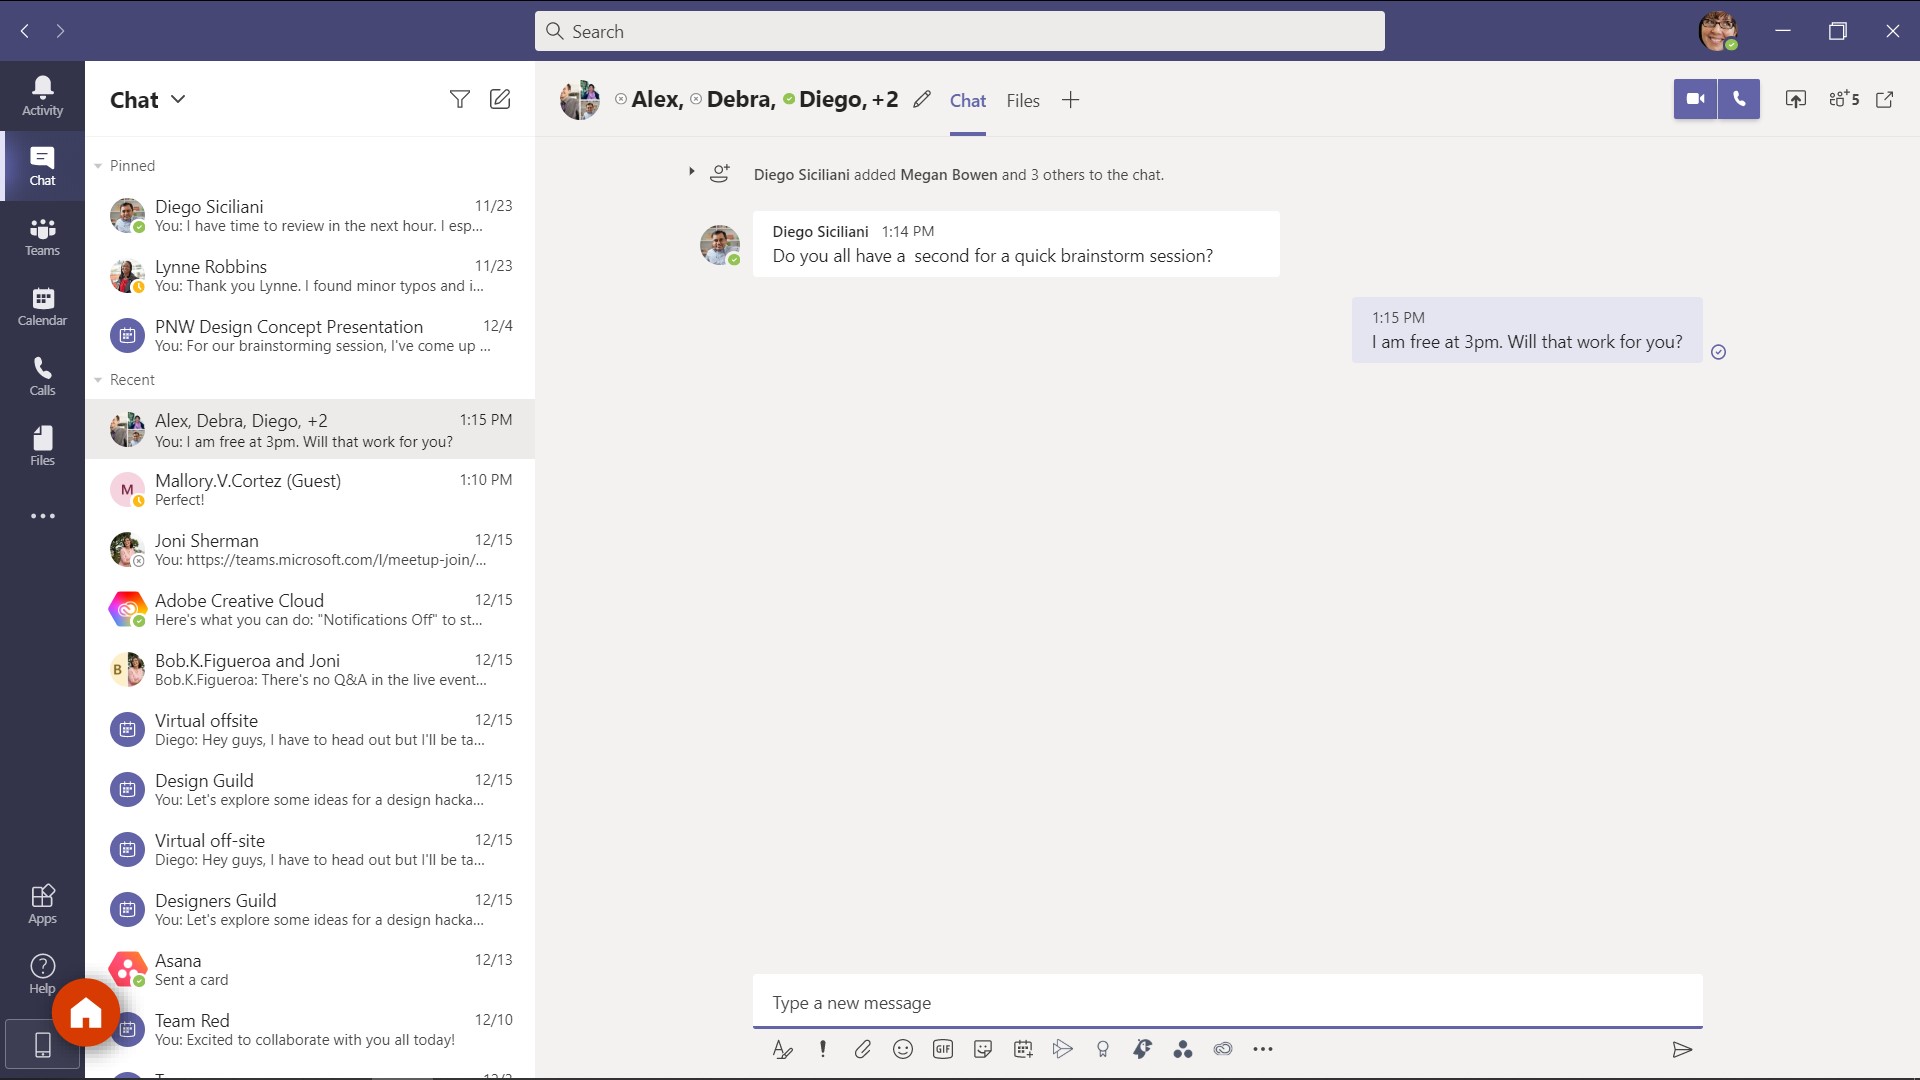 Search
Activity
Chat
Teams
Calendar
Calls
Files
Apps
Help
Chat
Pinned
Diego Siciliani 11/23
You: I have time to review in the next hour. I esp...
Lynne Robbins 11/23
You: Thank you Lynne. I found minor typos and i...
PNW Design Concept Presentation 12/4
You: For our brainstorming session, I've come up ...
Recent
Alex, Debra, Diego, +2 1:15 PM
You: I am free at 3pm. Will that work for you?
M
Mallory.V.Cortez (Guest) 1:10 PM
Perfect!
Joni Sherman 12/15
You: https://teams.microsoft.com/l/meetup-join/...
Adobe Creative Cloud 12/15
Here's what you can do: "Notifications Off" to st...
B
Bob.K.Figueroa and Joni 12/15
Bob.K.Figueroa: There's no Q&A in the live event...
Virtual offsite 12/15
Diego: Hey guys, I have to head out but I'll be ta...
Design Guild 12/15
You: Let's explore some ideas for a design hacka...
Virtual off-site 12/15
Diego: Hey guys, I have to head out but I'll be ta...
Designers Guild 12/15
You: Let's explore some ideas for a design hacka...
Asana 12/13
Sent a card
Team Red 12/10
You: Excited to collaborate with you all today!
Alex, Debra, Diego, +2 Chat Files 5
Diego Siciliani added Megan Bowen and 3 others to the chat.
Diego Siciliani 1:14 PM
Do you all have a second for a quick brainstorm session?
1:15 PM
I am free at 3pm. Will that work for you?
Type a new message
GIF